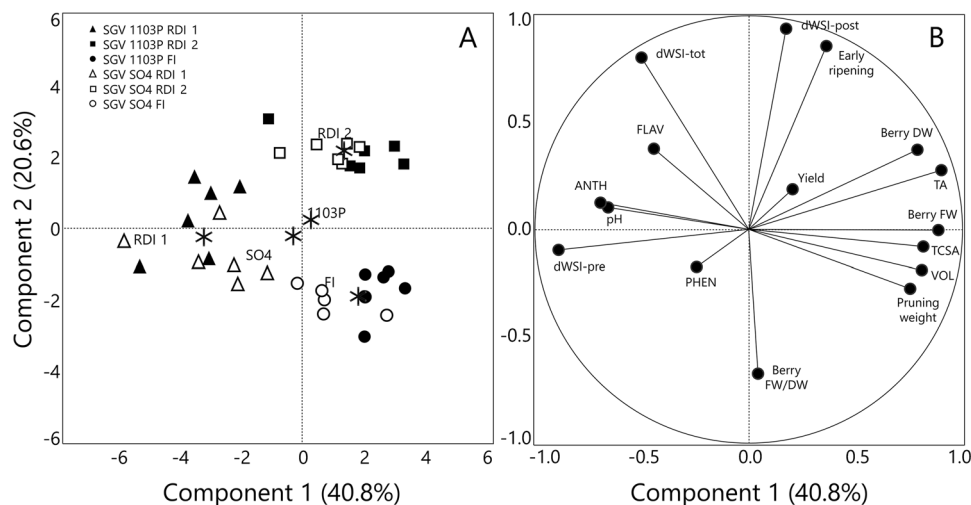 SGV 1103P RDI 1
SGV 1103P RDI 2
SGV 1103P FI
SGV SO4 RDI 1
SGV SO4 RDI 2
SGV SO4 FI
A
6
4
2
0
-2
-4
-6
-6
-4
-2
0
2
4
6
RDI 2
1103P
RDI 1
SO4
FI
Component 2 (20.6%)
Component 1 (40.8%)
B
1.0
0.5
0.0
-0.5
-1.0
-1.0
-0.5
0.0
0.5
1.0
dWSI-post
dWSI-tot
Early
ripening
FLAV
Berry DW
TA
Yield
ANTH
pH
Berry FW
TCSA
dWSI-pre
PHEN
VOL
Pruning
weight
Berry
FW/DW
Component 1 (40.8%)